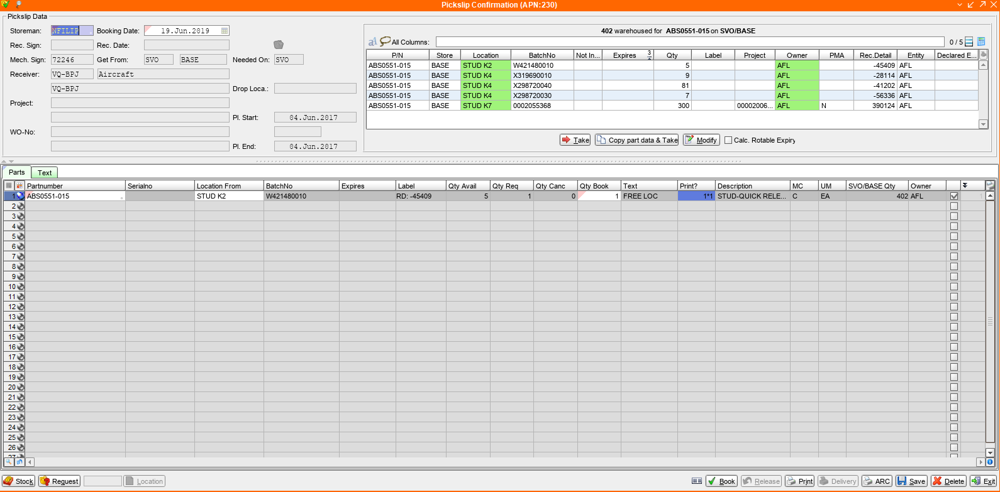 Pickslip Confirmation (APN:230)
Pickslip Data
Storeman: NFILIP Booking Date: 19.Jun.2019
Rec. Sign: Rec. Date:
Mech. Sign: 72246 Get From: SVO BASE Needed On: SVO
Receiver: VQ-BPJ Aircraft
VQ-BPJ Drop Loca.:
Project:
Pl. Start: 04.Jun.2017
WO-No:
Pl. End: 04.Jun.2017
402 warehoused for ABS0551-015 on SVO/BASE
All Columns: 0 / 5
P/N Store Location BatchNo Not In... Expires 3 Qty Label Project Owner PMA Rec.Detail Entity Declared E...
ABS0551-015 BASE STUD K2 W421480010 5 AFL -45409 AFL
ABS0551-015 BASE STUD K4 X319690010 9 AFL -28114 AFL
ABS0551-015 BASE STUD K4 X298720040 81 AFL -41202 AFL
ABS0551-015 BASE STUD K4 X298720030 7 AFL -56336 AFL
ABS0551-015 BASE STUD K7 0002055368 300 00002006... AFL N 390124 AFL
Take Copy part data & Take Modify Calc. Rotable Expiry
Parts Text
Partnumber Serialno Location From BatchNo Expires Label Qty Avail Qty Req Qty Canc Qty Book Text Print? Description MC UM SVO/BASE Qty Owner
1 ABS0551-015 STUD K2 W421480010 RD: -45409 5 1 0 1 FREE LOC 1*1 STUD-QUICK RELE... C EA 402 AFL 1
2
3
4
5
6
7
8
9
10
11
12
13
14
15
16
17
18
19
20
21
22
23
24
25
26
27
Stock Request Location Book Release Print Delivery ARC Save Delete Exit